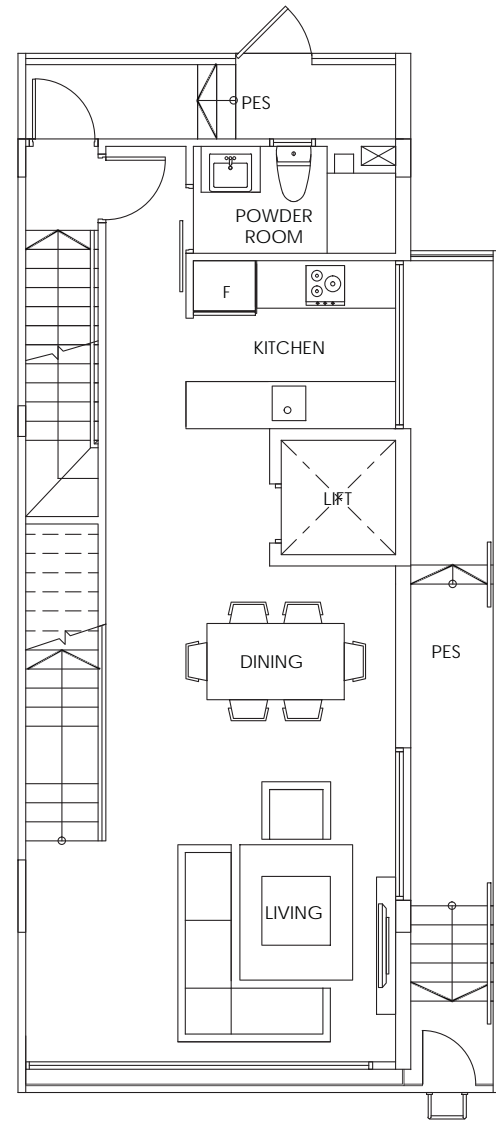 PES
POWDER
ROOM
F
KITCHEN
LIFT
DINING
PES
LIVING